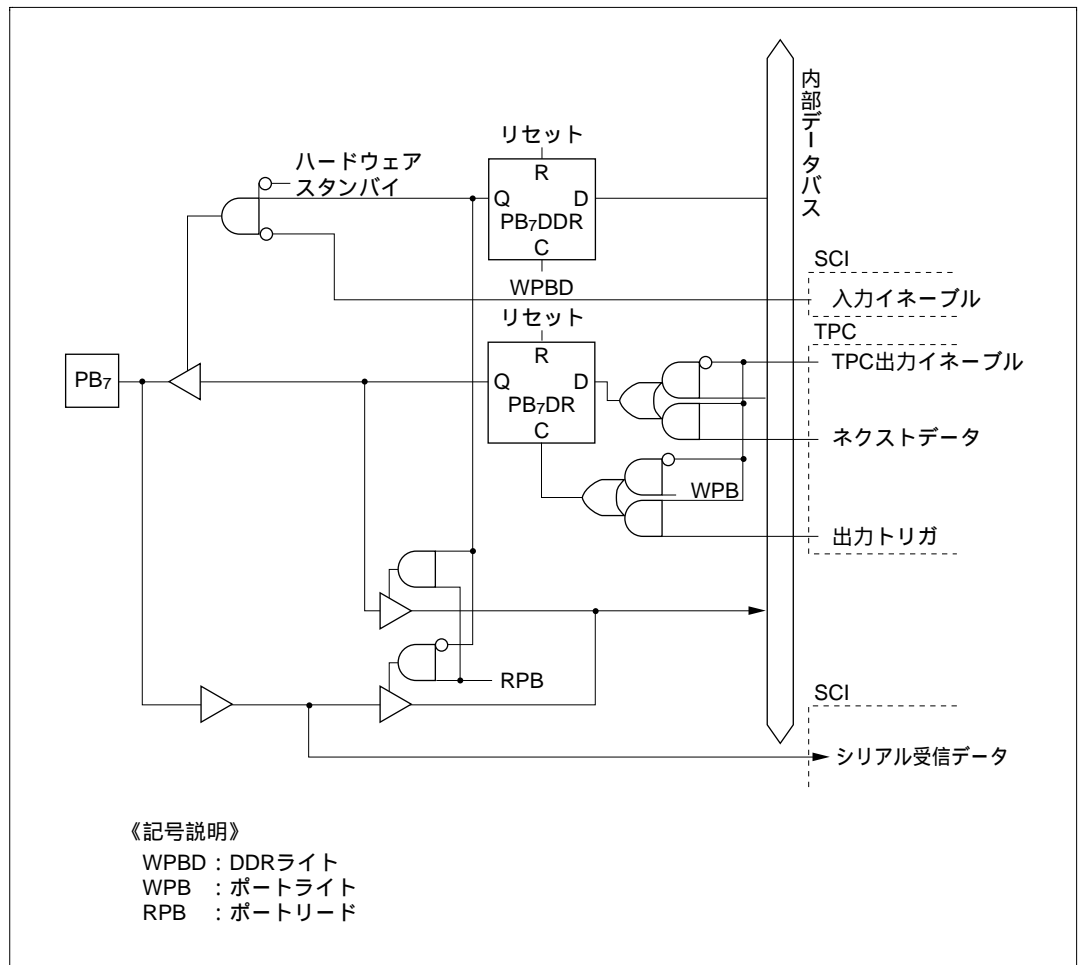 内部データバス
リセット
ハードウェア
スタンバイ
R
Q
D
PB7DDR
C
SCI
WPBD
入力イネーブル
リセット
TPC
R
TPC出力イネーブル
PB7
Q
D
PB7DR
C
ネクストデータ
WPB
出力トリガ
RPB
SCI
シリアル受信データ
《記号説明》
WPBD : DDRライト
WPB : ポートライト
RPB : ポートリード